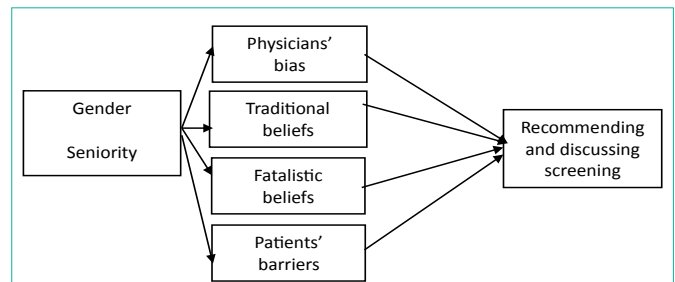 Gender
Seniority
Physicians'
bias
Traditional
beliefs
Fatalistic
beliefs
Patients'
barriers
Recommending
and discussing
screening